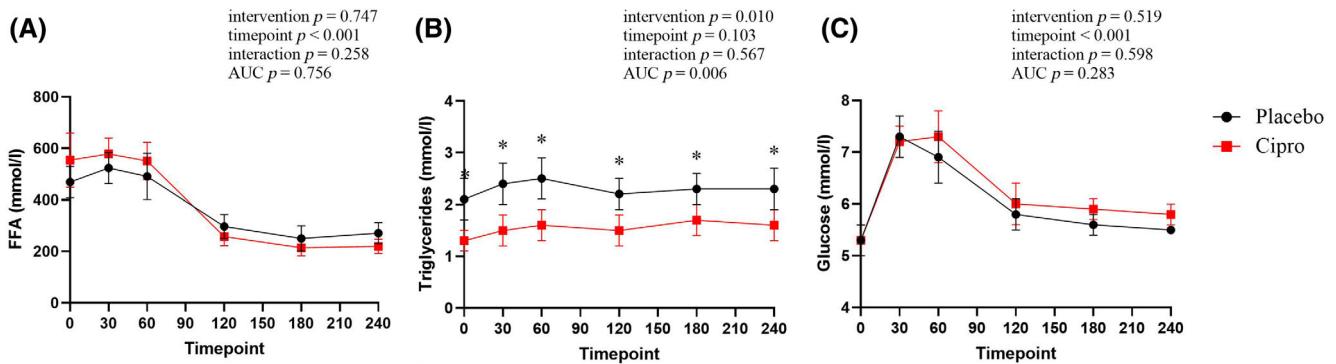 (A)
intervention p = 0.747
timepoint p < 0.001
interaction p = 0.258
AUC p = 0.756
800
600
400
200
0
FFA (mmol/l)
0 30 60 90 120 150 180 210 240
Timepoint
(B)
intervention p = 0.010
timepoint p = 0.103
interaction p = 0.567
AUC p = 0.006
4
3
2
1
0
Triglycerides (mmol/l)
* * * * * * *
0 30 60 90 120 150 180 210 240
Timepoint
(C)
intervention p = 0.519
timepoint < 0.001
interaction p = 0.598
AUC p = 0.283
8
7
6
5
4
Glucose (mmol/l)
0 30 60 90 120 150 180 210 240
Timepoint
Placebo
Cipro